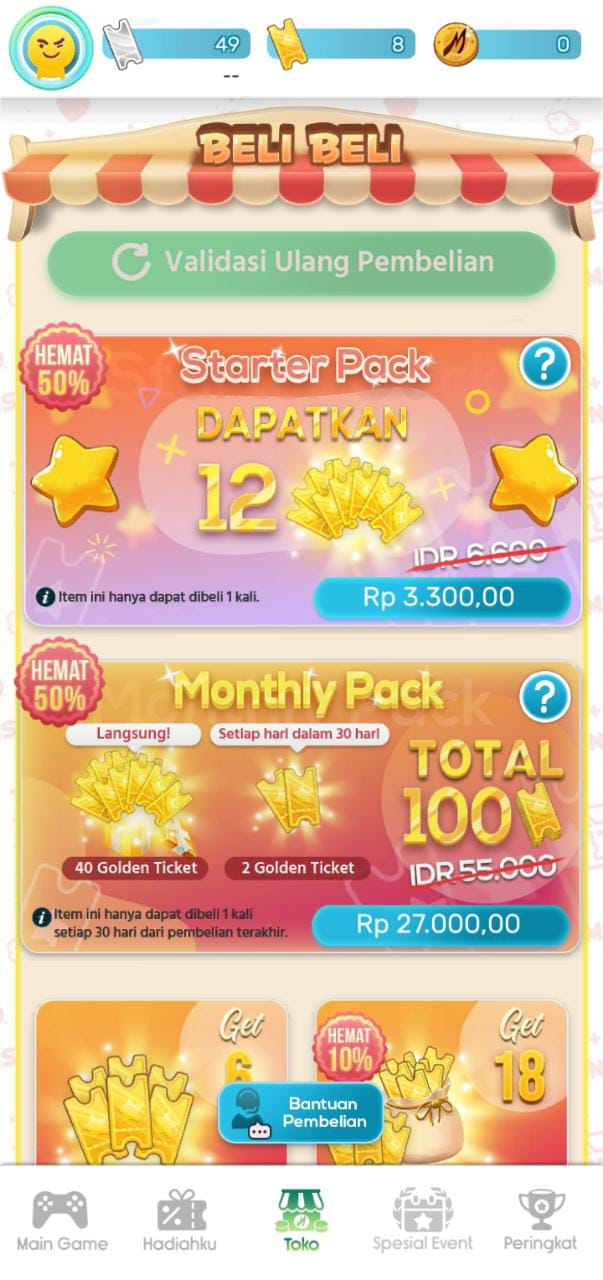 49
8
0
--
BELI BELI
Validasi Ulang Pembelian
HEMAT
50%
Starter Pack
?
DAPATKAN
12
IDR 6.600
Item ini hanya dapat dibeli 1 kali.
Rp 3.300,00
HEMAT
50%
Monthly Pack
?
Langsung!
Setiap hari dalam 30 hari
TOTAL
100
40 Golden Ticket
2 Golden Ticket
IDR 55.000
Item ini hanya dapat dibeli 1 kali
setiap 30 hari dari pembelian terakhir.
Rp 27.000,00
Get
6
HEMAT
10%
Get
18
Bantuan
Pembelian
Main Game
Hadiahku
Toko
Spesial Event
Peringkat